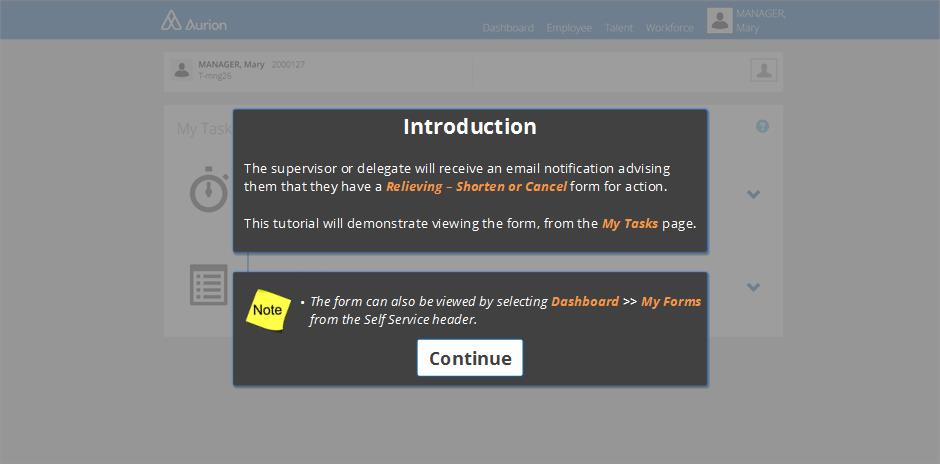 Aurion
Dashboard Employee Talent Workforce
MANAGER,
Mary
MANAGER, Mary 2000127
T-mng26
My Task
Introduction
The supervisor or delegate will receive an email notification advising
them that they have a Relieving – Shorten or Cancel form for action.
This tutorial will demonstrate viewing the form, from the My Tasks page.
Note
• The form can also be viewed by selecting Dashboard >> My Forms
from the Self Service header.
Continue